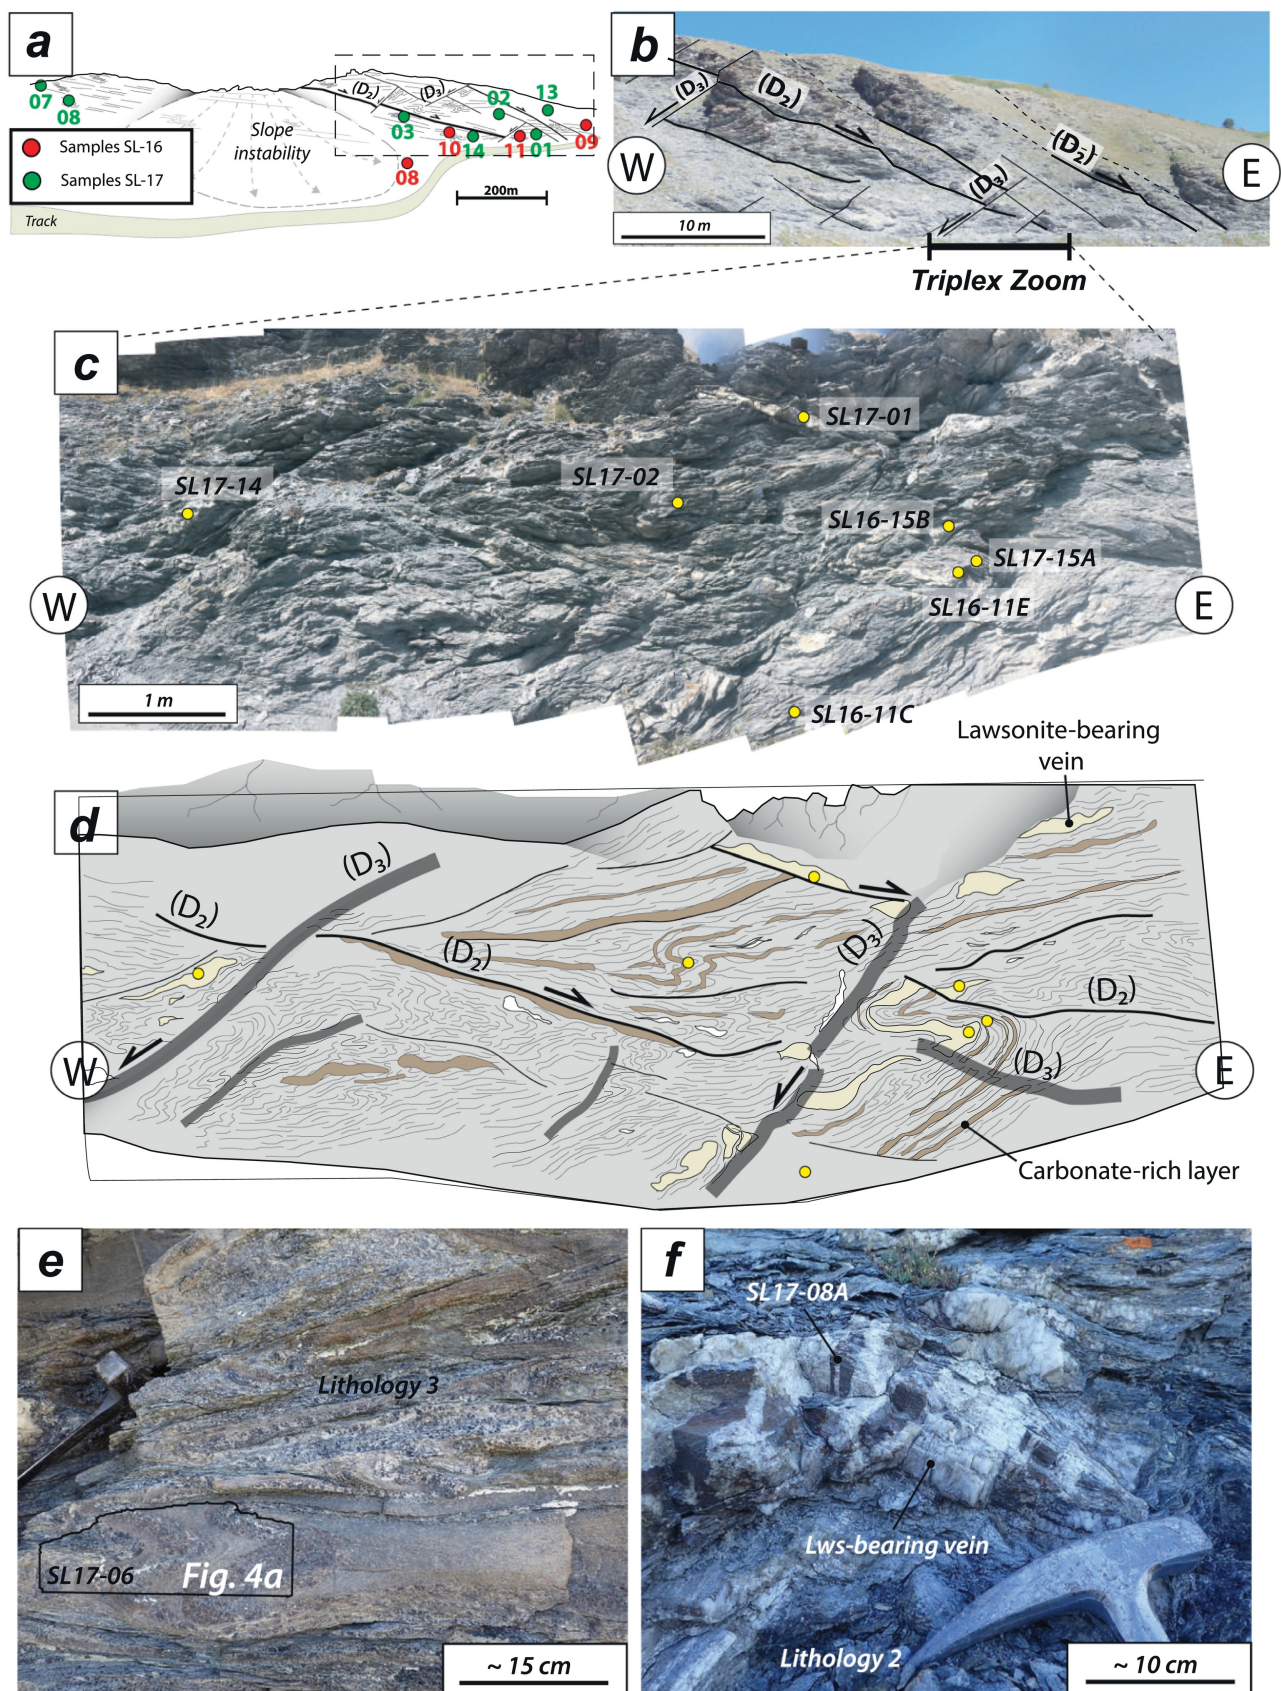 a
(D₂)
(D₃)
07
08
02
13
03
10
14
11
01
09
08
Slope
instability
Samples SL-16
Samples SL-17
200m
Track
b
(D₃)
(D₂)
(D₂)
(D₃)
W
E
10 m
Triplex Zoom
c
SL17-01
SL17-14
SL17-02
SL16-15B
SL17-15A
SL16-11E
W
E
1 m
SL16-11C
Lawsonite-bearing
vein
d
(D₃)
(D₂)
(D₂)
(D₃)
(D₂)
(D₃)
W
E
Carbonate-rich layer
e
Lithology 3
SL17-06
Fig. 4a
~ 15 cm
f
SL17-08A
Lws-bearing vein
Lithology 2
~ 10 cm